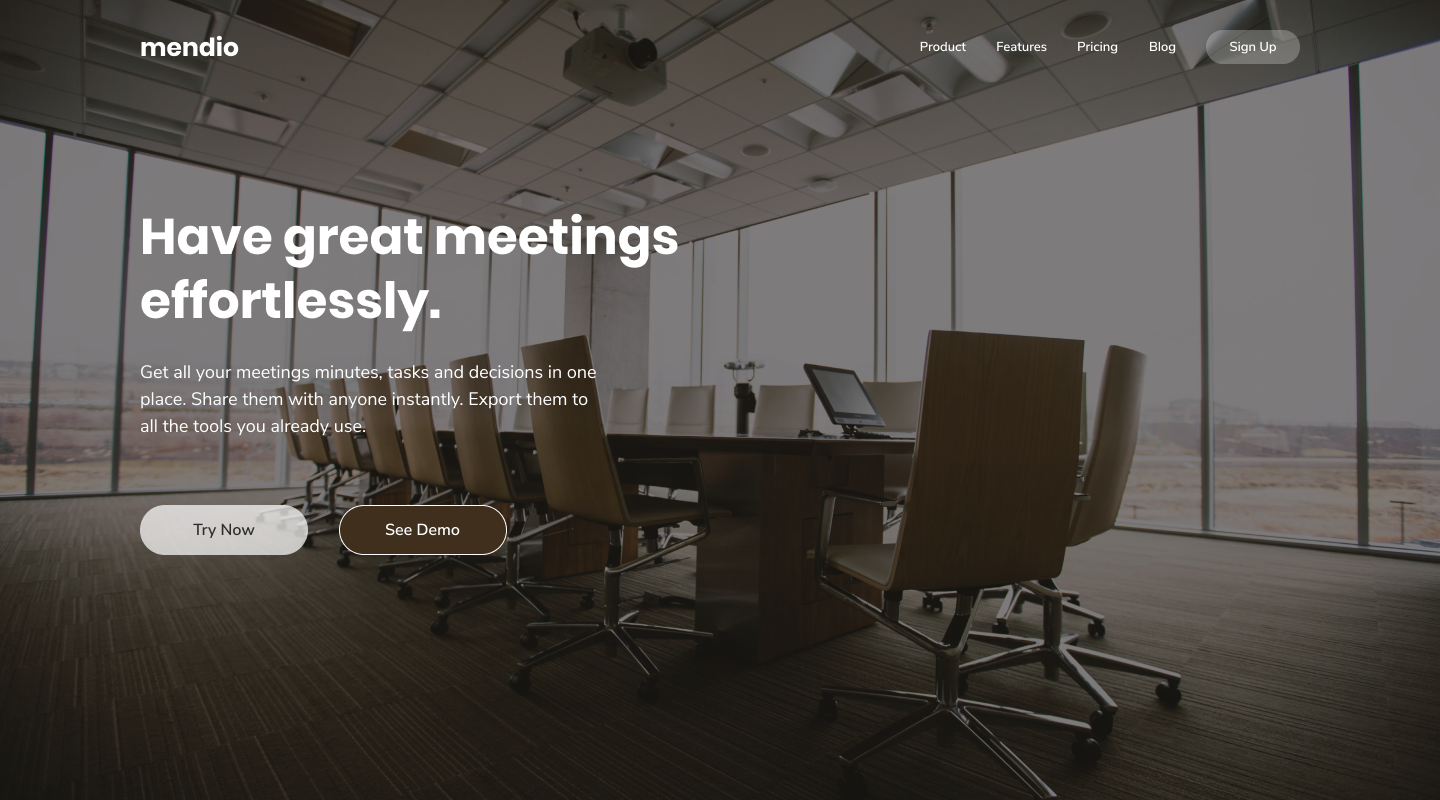 mendio
Product Features Pricing Blog Sign Up
Have great meetings
effortlessly.
Get all your meetings minutes, tasks and decisions in one
place. Share them with anyone instantly. Export them to
all the tools you already use.
Try Now See Demo